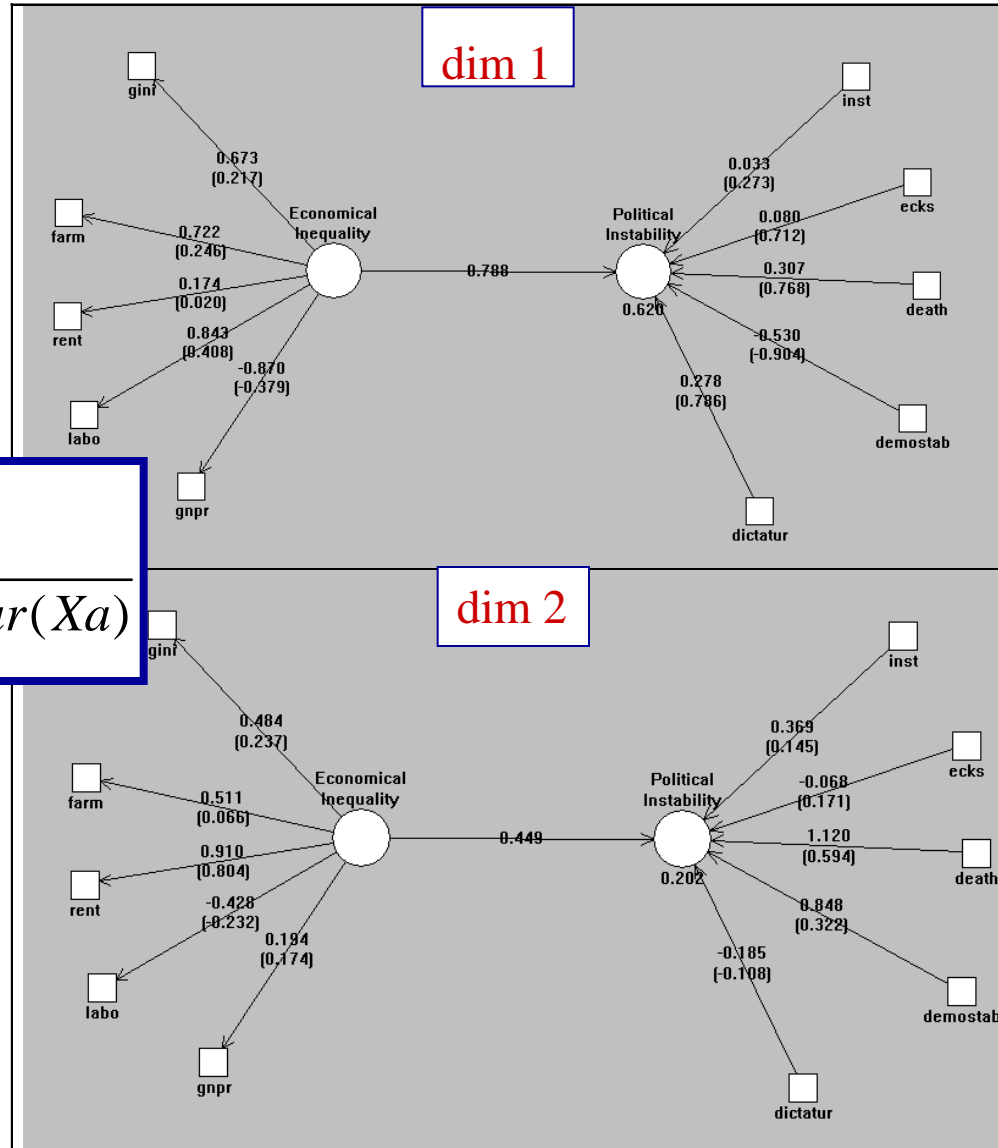 dim 1
gini
inst
0.673
(0.217)
0.033
(0.273)
ecks
Economical
Inequality
Political
Instability
farm
0.722
(0.246)
0.080
(0.712)
0.174
(0.020)
0.788
0.307
(0.768)
death
rent
0.620
0.843
(0.408)
-0.530
(-0.904)
-0.870
(-0.379)
0.278
(0.786)
labo
demostab
gnpr
dictatur
ar(Xa)
dim 2
gini
inst
0.484
(0.237)
0.369
(0.145)
ecks
Economical
Inequality
Political
Instability
farm
0.511
(0.066)
-0.068
(0.171)
0.910
(0.804)
0.449
1.120
(0.594)
death
rent
0.202
-0.428
(-0.232)
0.848
(0.322)
0.194
(0.174)
-0.185
(-0.108)
labo
demostab
gnpr
dictatur